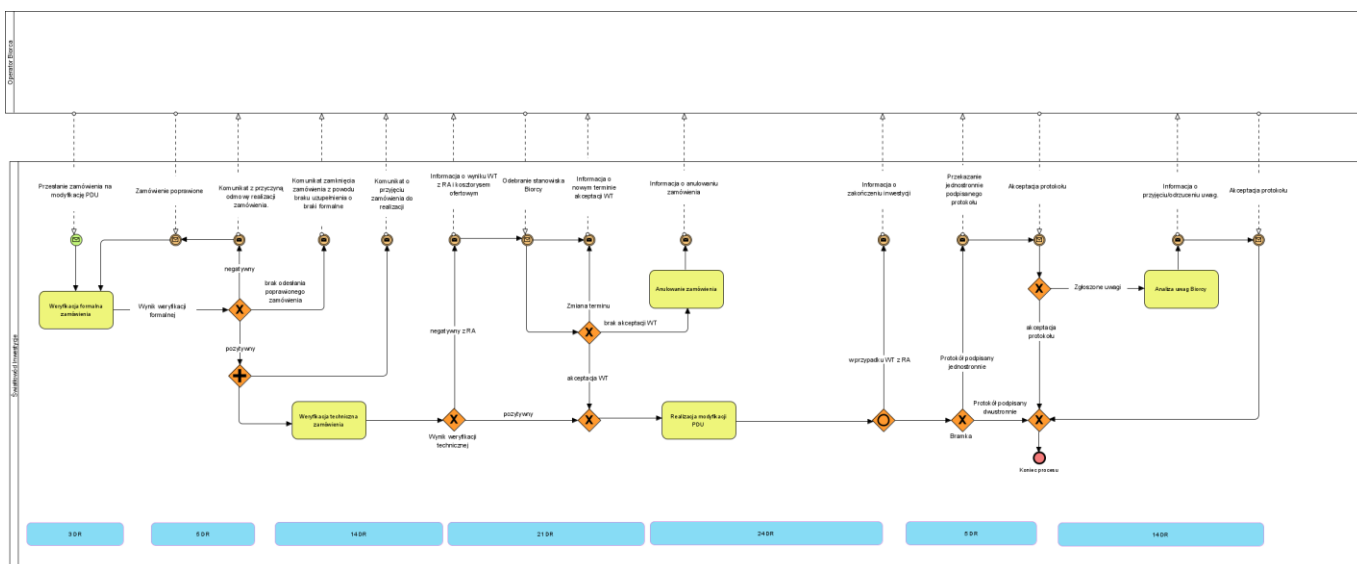 Operator Biorca
Światłowód Inwestycje
Przesłanie zamówienia na
modyfikację PDU
Zamówienie poprawione
Komunikat z przyczyną
odmowy realizacji
zamówienia.
Komunikat zamknięcia
zamówienia z powodu
braku uzupełnienia o
braki formalne
Komunikat o
przyjęciu
zamówienia do
realizacji
Informacja o wyniku WT
z RA i kosztorysem
ofertowym
Odebranie stanowiska
Biorcy
Informacja o
nowym terminie
akceptacji WT
Informacja o anulowaniu
zamówienia
Informacja o
zakończeniu inwestycji
Przekazanie
jednostronnie
podpisanego
protokołu
Akceptacja protokołu
Informacja o
przyjęciu/odrzuceniu uwag.
Akceptacja protokołu
negatywny
brak odesłania
poprawionego
zamówienia
Weryfikacja formalna
zamówienia
Wynik weryfikacji
formalnej
pozytywny
Weryfikacja techniczna
zamówienia
negatywny z RA
Wynik weryfikacji
technicznej
pozytywny
Zmiana terminu
brak akceptacji WT
akceptacja WT
Anulowanie zamówienia
Realizacja modyfikacji
PDU
w przypadku WT z RA
Protokół podpisany
jednostronnie
Protokół podpisany
dwustronnie
Bramka
Zgłoszone uwagi
akceptacja
protokołu
Analiza uwag Biorcy
Koniec procesu
3 DR
5 DR
14 DR
21 DR
24 DR
5 DR
14 DR